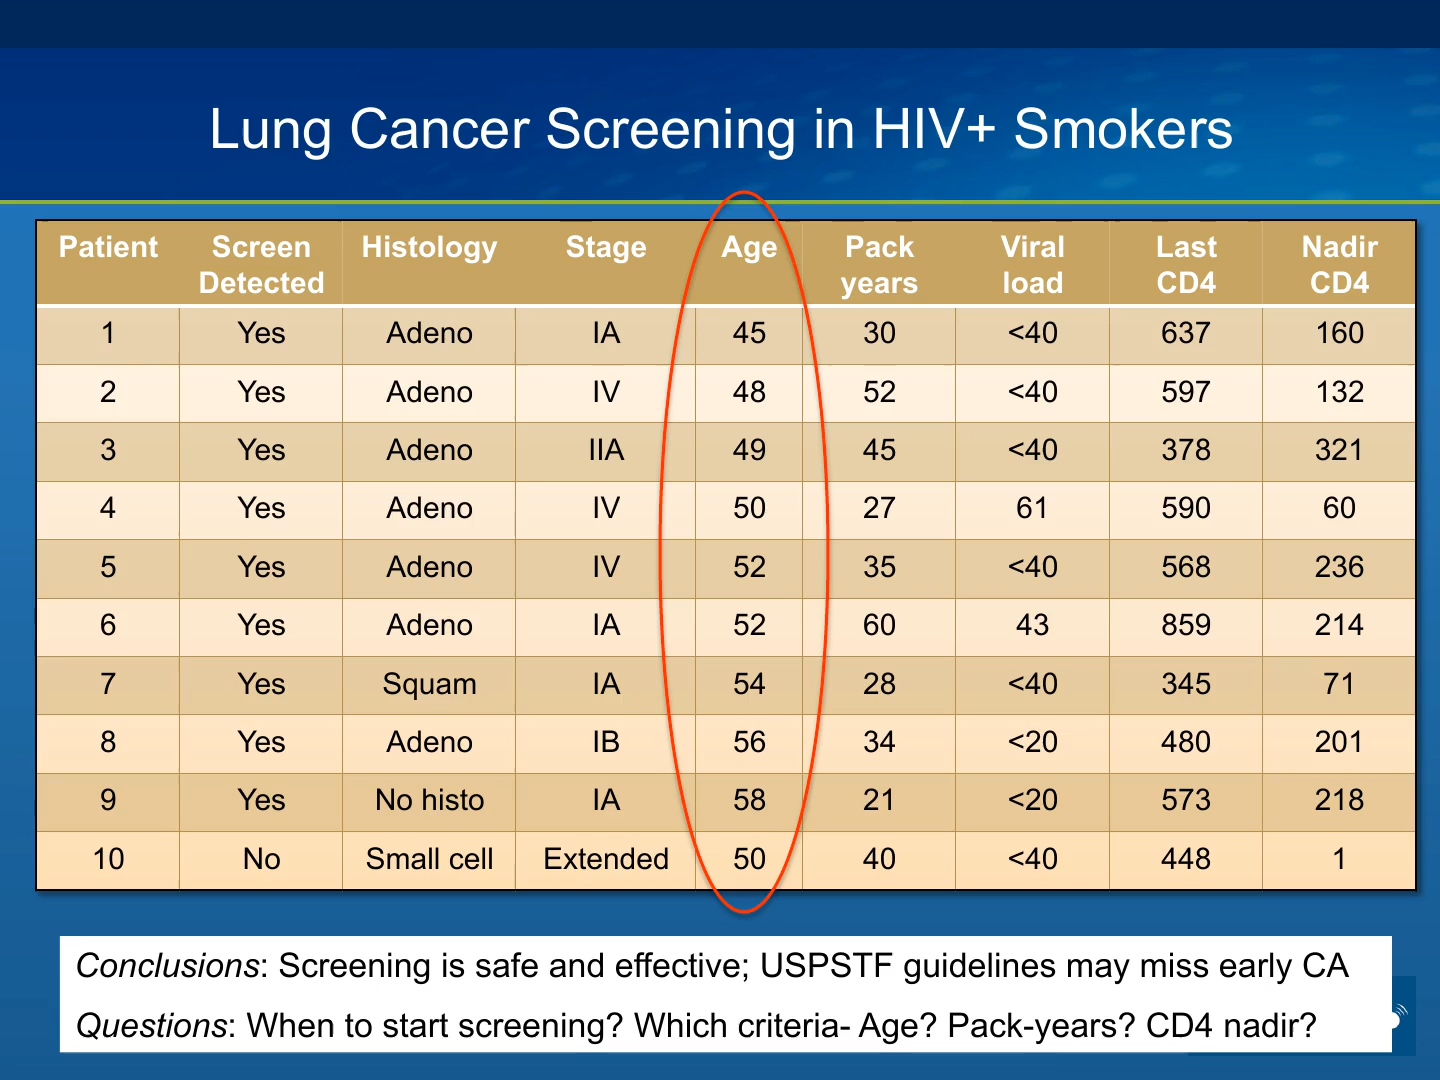 Lung Cancer Screening in HIV+ Smokers
Patient Screen Detected Histology Stage Age Pack years Viral load Last CD4 Nadir CD4
1 Yes Adeno IA 45 30 <40 637 160
2 Yes Adeno IV 48 52 <40 597 132
3 Yes Adeno IIA 49 45 <40 378 321
4 Yes Adeno IV 50 27 61 590 60
5 Yes Adeno IV 52 35 <40 568 236
6 Yes Adeno IA 52 60 43 859 214
7 Yes Squam IA 54 28 <40 345 71
8 Yes Adeno IB 56 34 <20 480 201
9 Yes No histo IA 58 21 <20 573 218
10 No Small cell Extended 50 40 <40 448 1
Conclusions: Screening is safe and effective; USPSTF guidelines may miss early CA
Questions: When to start screening? Which criteria- Age? Pack-years? CD4 nadir?